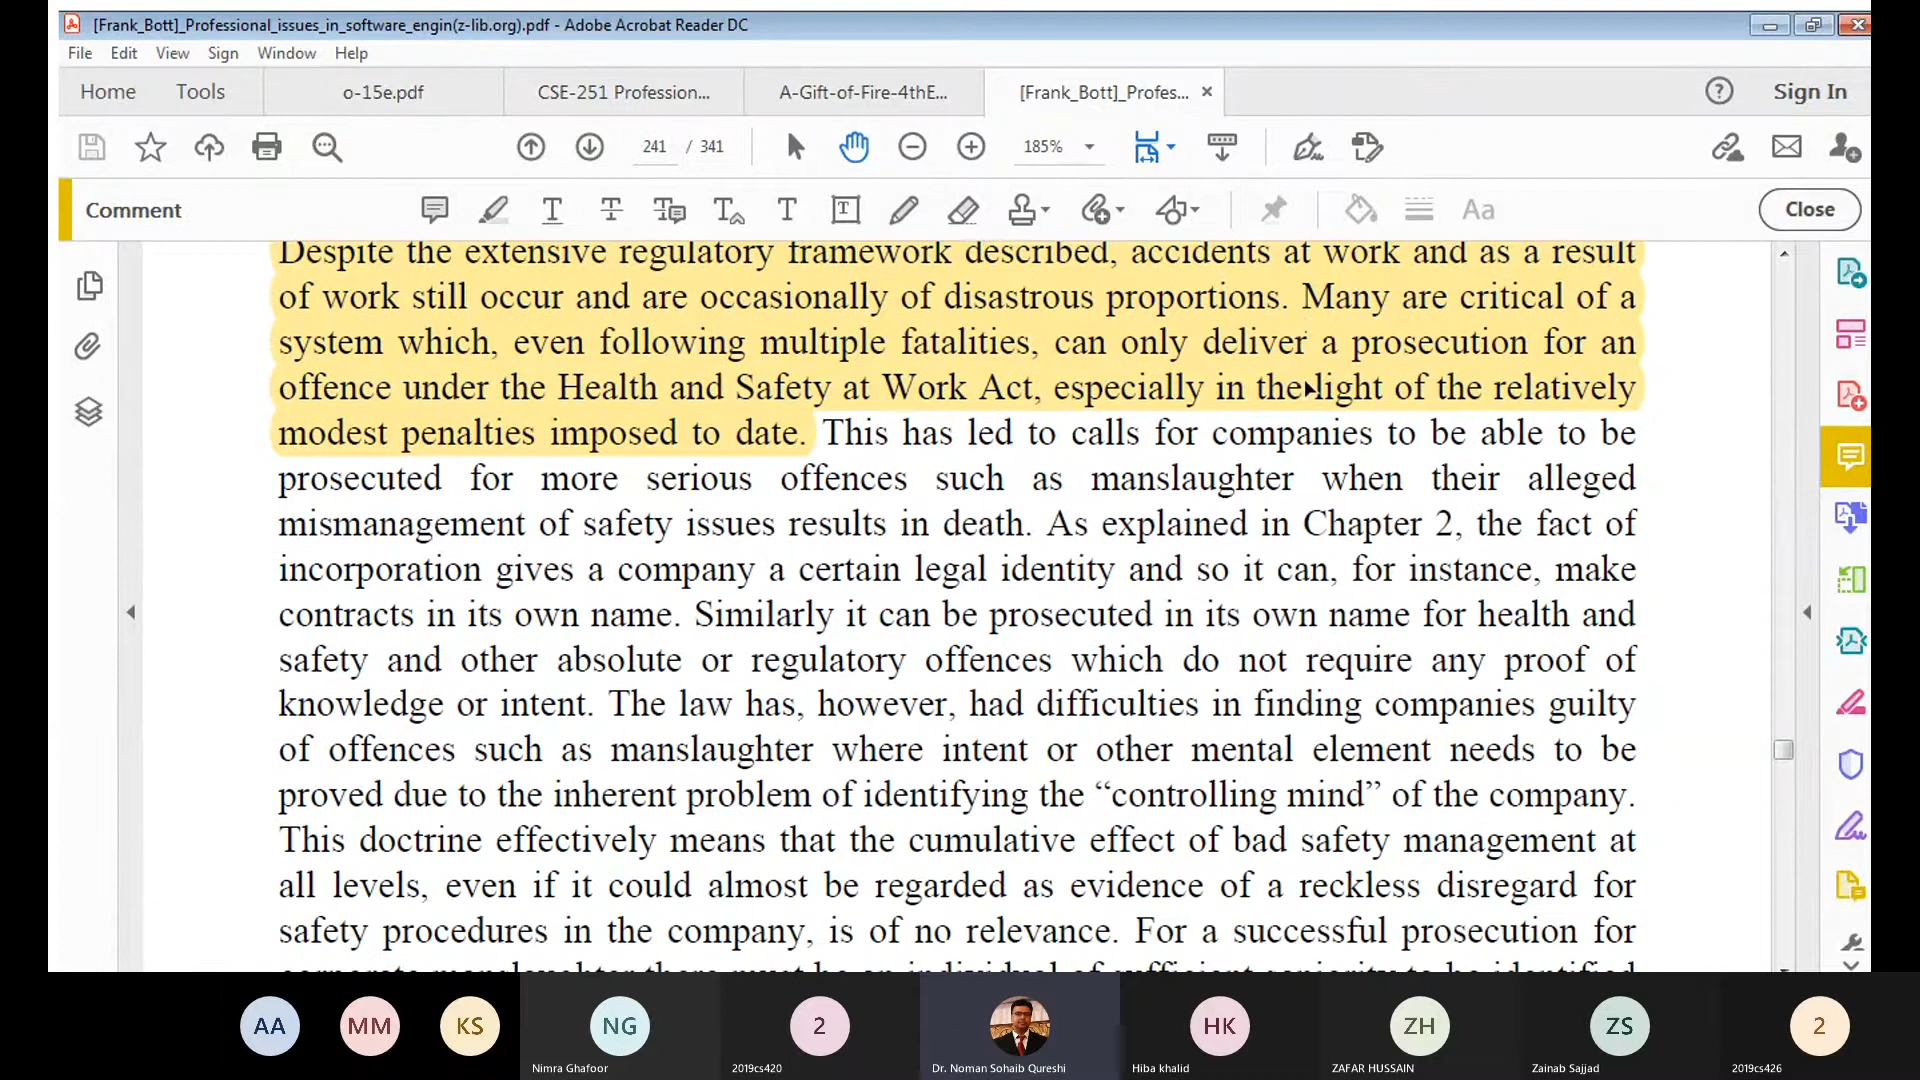 [Frank_Bott]_Professional_issues_in_software_engin(z-lib.org).pdf - Adobe Acrobat Reader DC
File Edit View Sign Window Help
Home Tools o-15e.pdf CSE-251 Profession... A-Gift-of-Fire-4thE... [Frank_Bott]_Profes... × Sign In
241 / 341 185%
Comment Aa Close
Despite the extensive regulatory framework described, accidents at work and as a result
of work still occur and are occasionally of disastrous proportions. Many are critical of a
system which, even following multiple fatalities, can only deliver a prosecution for an
offence under the Health and Safety at Work Act, especially in the light of the relatively
modest penalties imposed to date. This has led to calls for companies to be able to be
prosecuted for more serious offences such as manslaughter when their alleged
mismanagement of safety issues results in death. As explained in Chapter 2, the fact of
incorporation gives a company a certain legal identity and so it can, for instance, make
contracts in its own name. Similarly it can be prosecuted in its own name for health and
safety and other absolute or regulatory offences which do not require any proof of
knowledge or intent. The law has, however, had difficulties in finding companies guilty
of offences such as manslaughter where intent or other mental element needs to be
proved due to the inherent problem of identifying the “controlling mind” of the company.
This doctrine effectively means that the cumulative effect of bad safety management at
all levels, even if it could almost be regarded as evidence of a reckless disregard for
safety procedures in the company, is of no relevance. For a successful prosecution for
AA MM KS NG 2 HK ZH ZS 2
Nimra Ghafoor 2019cs420 Dr. Noman Sohaib Qureshi Hiba khalid ZAFAR HUSSAIN Zainab Sajjad 2019cs426